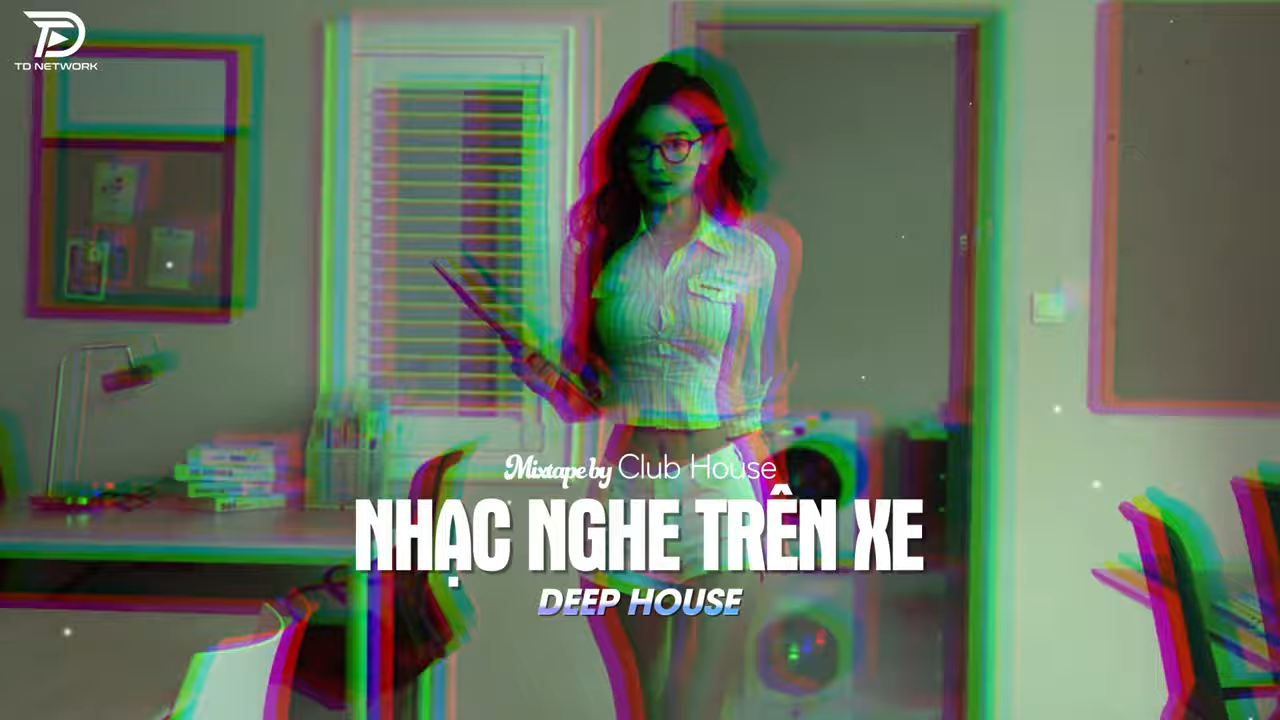 TD NETWORK
Mixtape by Club House
NHẠC NGHE TRÊN XE
DEEP HOUSE